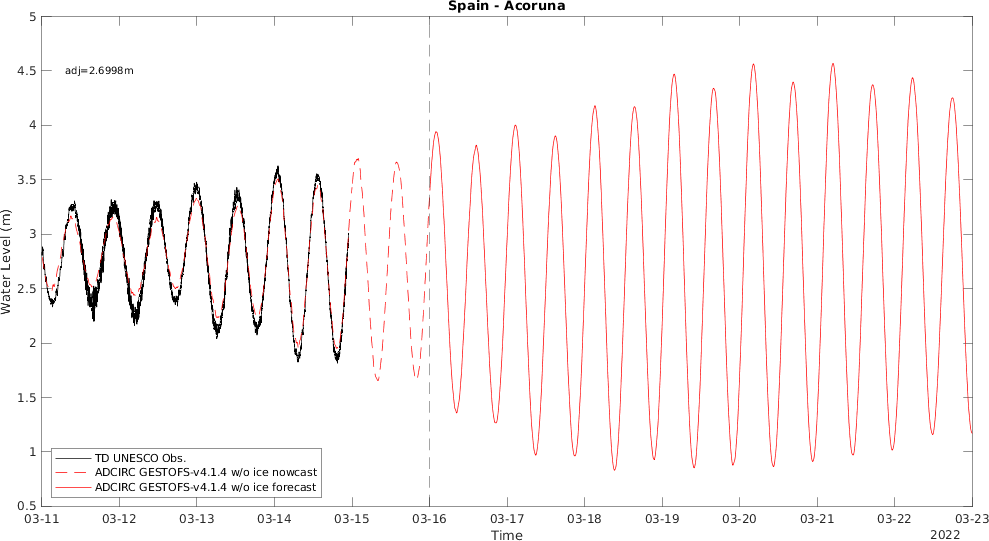 Spain - Acoruna
adj=2.6998m
Water Level (m)
5
4.5
4
3.5
3
2.5
2
1.5
1
0.5
TD UNESCO Obs.
ADCIRC GESTOFS-v4.1.4 w/o ice nowcast
ADCIRC GESTOFS-v4.1.4 w/o ice forecast
03-11 03-12 03-13 03-14 03-15 03-16 03-17 03-18 03-19 03-20 03-21 03-22 03-23
Time
2022